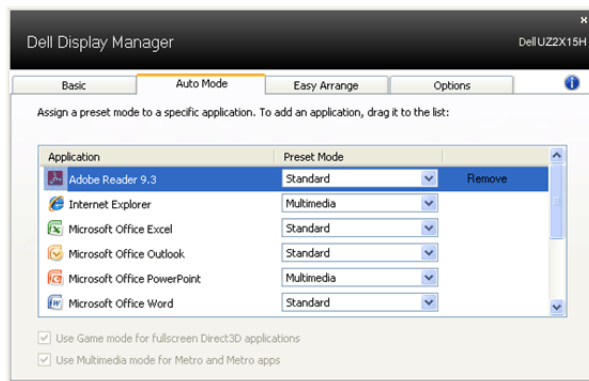 x
Dell Display Manager
Dell UZ2X15H
Basic
Auto Mode
Easy Arrange
Options
i
Assign a preset mode to a specific application. To add an application, drag it to the list:
Application Preset Mode
Adobe Reader 9.3 Standard Remove
Internet Explorer Multimedia
Microsoft Office Excel Standard
Microsoft Office Outlook Standard
Microsoft Office PowerPoint Multimedia
Microsoft Office Word Standard
Use Game mode for fullscreen Direct3D applications
Use Multimedia mode for Metro and Metro apps